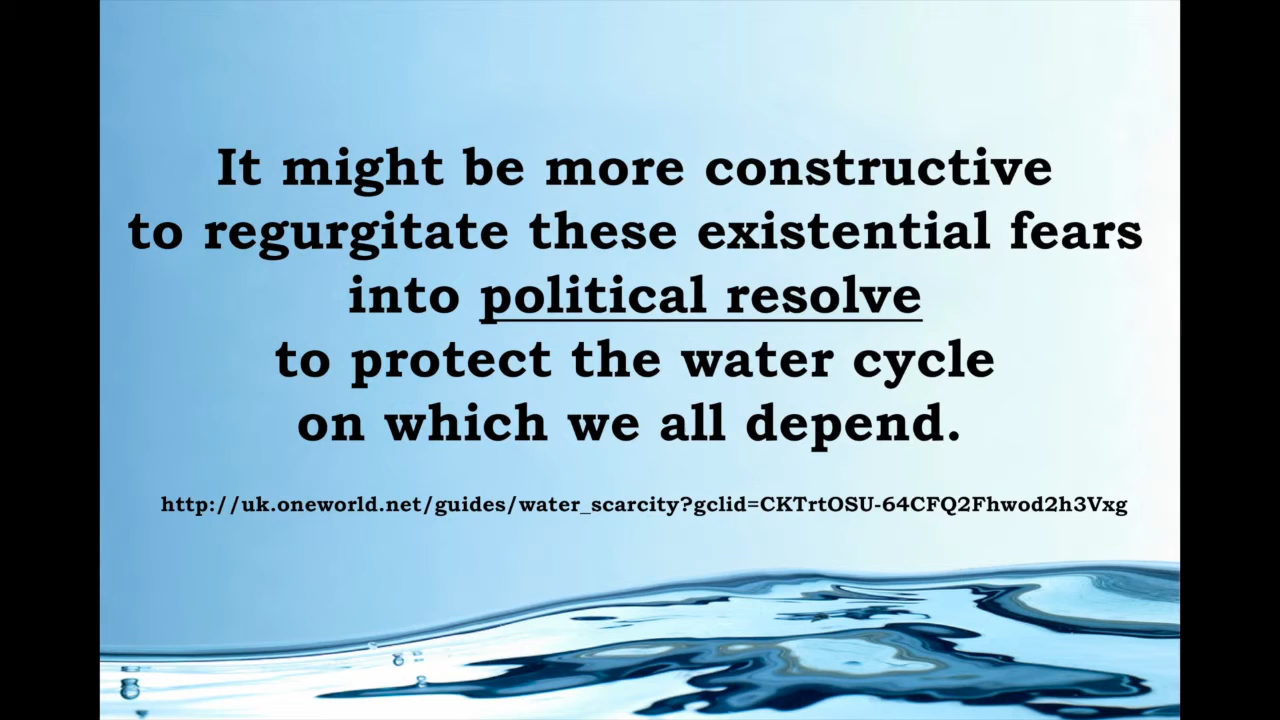 It might be more constructive
to regurgitate these existential fears
into political resolve
to protect the water cycle
on which we all depend.
http://uk.oneworld.net/guides/water_scarcity?gclid=CKTrtOSU-64CFQ2Fhwod2h3Vxg